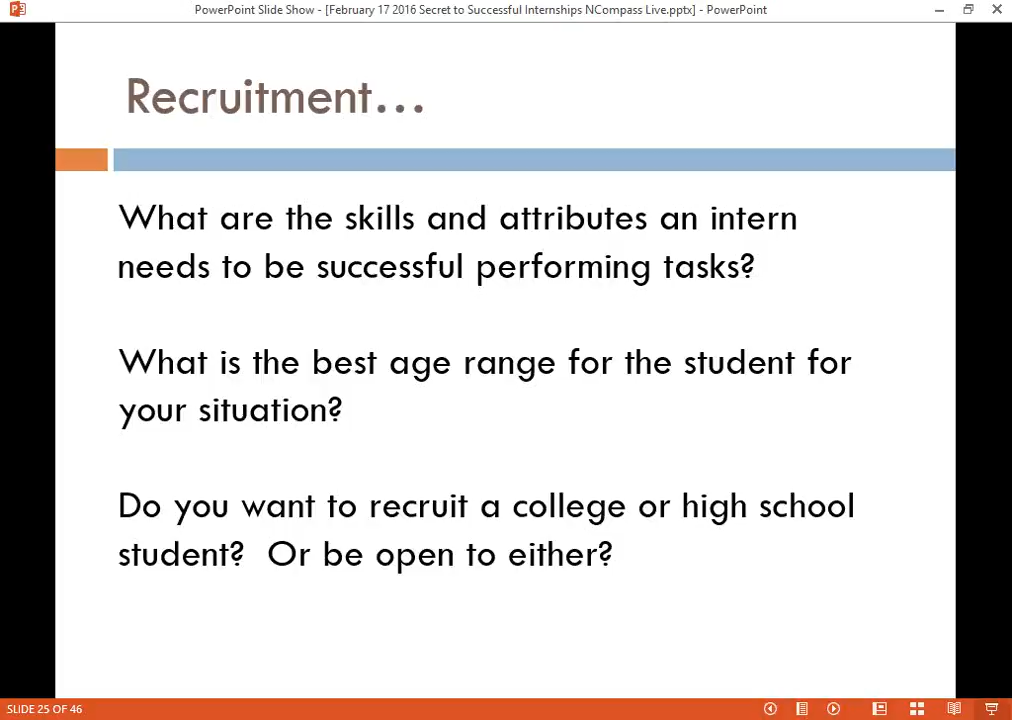 PowerPoint Slide Show - [February 17 2016 Secret to Successful Internships NCompass Live.pptx] - PowerPoint
Recruitment...
What are the skills and attributes an intern
needs to be successful performing tasks?
What is the best age range for the student for
your situation?
Do you want to recruit a college or high school
student?  Or be open to either?
SLIDE 25 OF 46